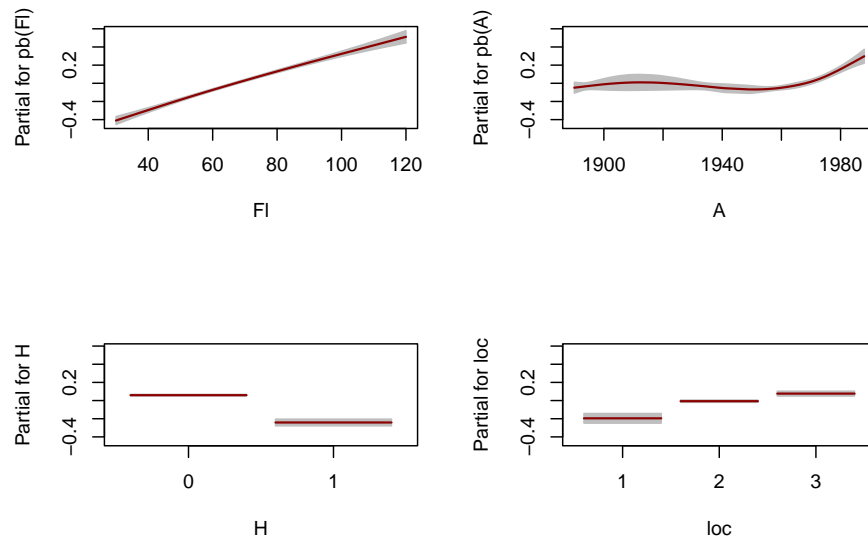 Partial for pb(Fl)
0.2
−0.4
40 60 80 100 120
Fl
Partial for pb(A)
0.2
−0.4
1900 1940 1980
A
Partial for H
0.2
−0.4
0 1
H
Partial for loc
0.2
−0.4
1 2 3
loc